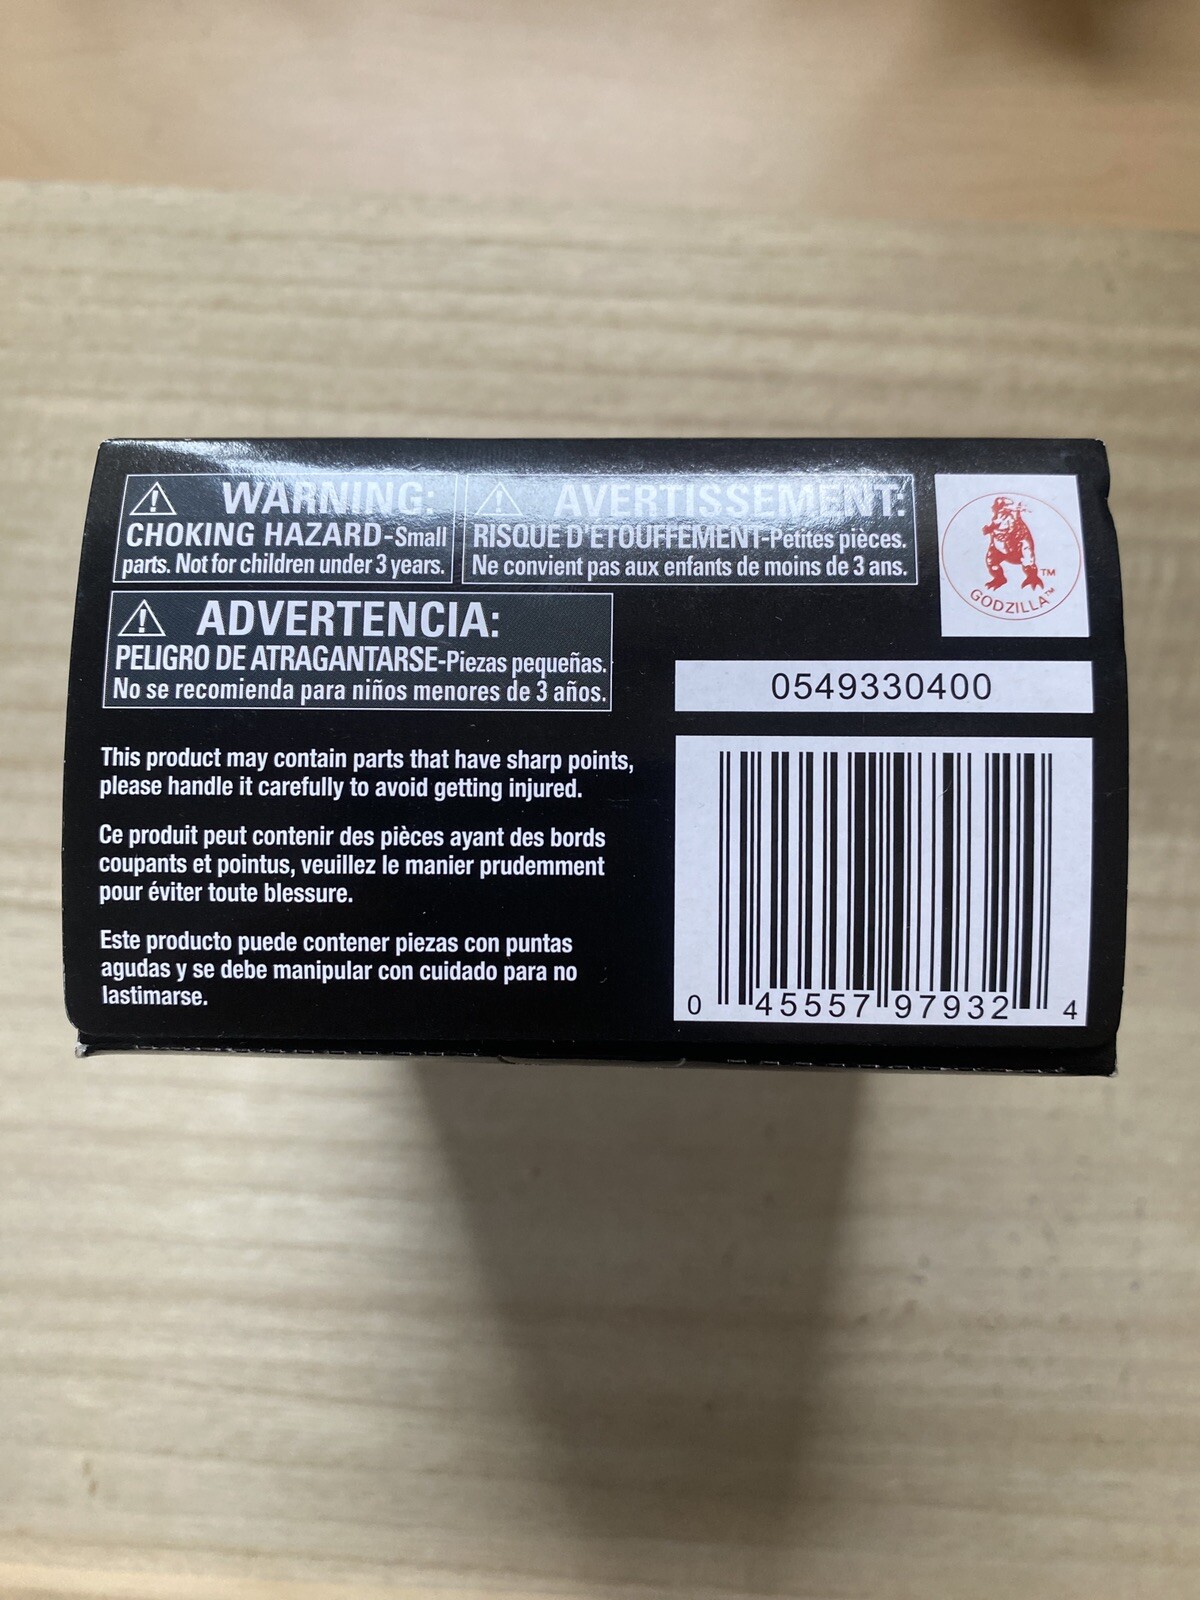 WARNING:
CHOKING HAZARD-Small
parts. Not for children under 3 years.
AVERTISSEMENT:
RISQUE D'ÉTOUFFEMENT-Petites pièces.
Ne convient pas aux enfants de moins de 3 ans.
TM
GODZILLA™
ADVERTENCIA:
PELIGRO DE ATRAGANTARSE-Piezas pequeñas.
No se recomienda para niños menores de 3 años.
0549330400
This product may contain parts that have sharp points,
please handle it carefully to avoid getting injured.
Ce produit peut contenir des pièces ayant des bords
coupants et pointus, veuillez le manier prudemment
pour éviter toute blessure.
Este producto puede contener piezas con puntas
agudas y se debe manipular con cuidado para no
lastimarse.
0 45557 97932 4